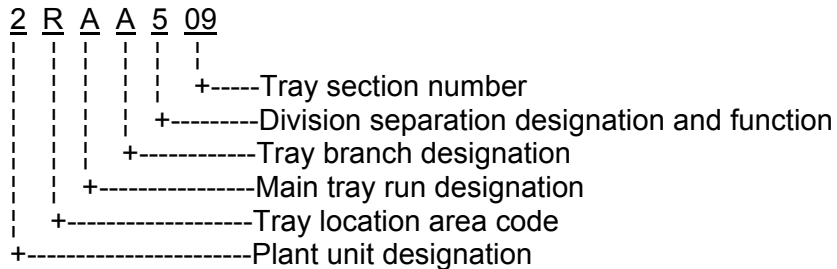 2 R A A 5 09
+-----Tray section number
+---------Division separation designation and function
+------------Tray branch designation
+----------------Main tray run designation
+-------------------Tray location area code
+-----------------------Plant unit designation